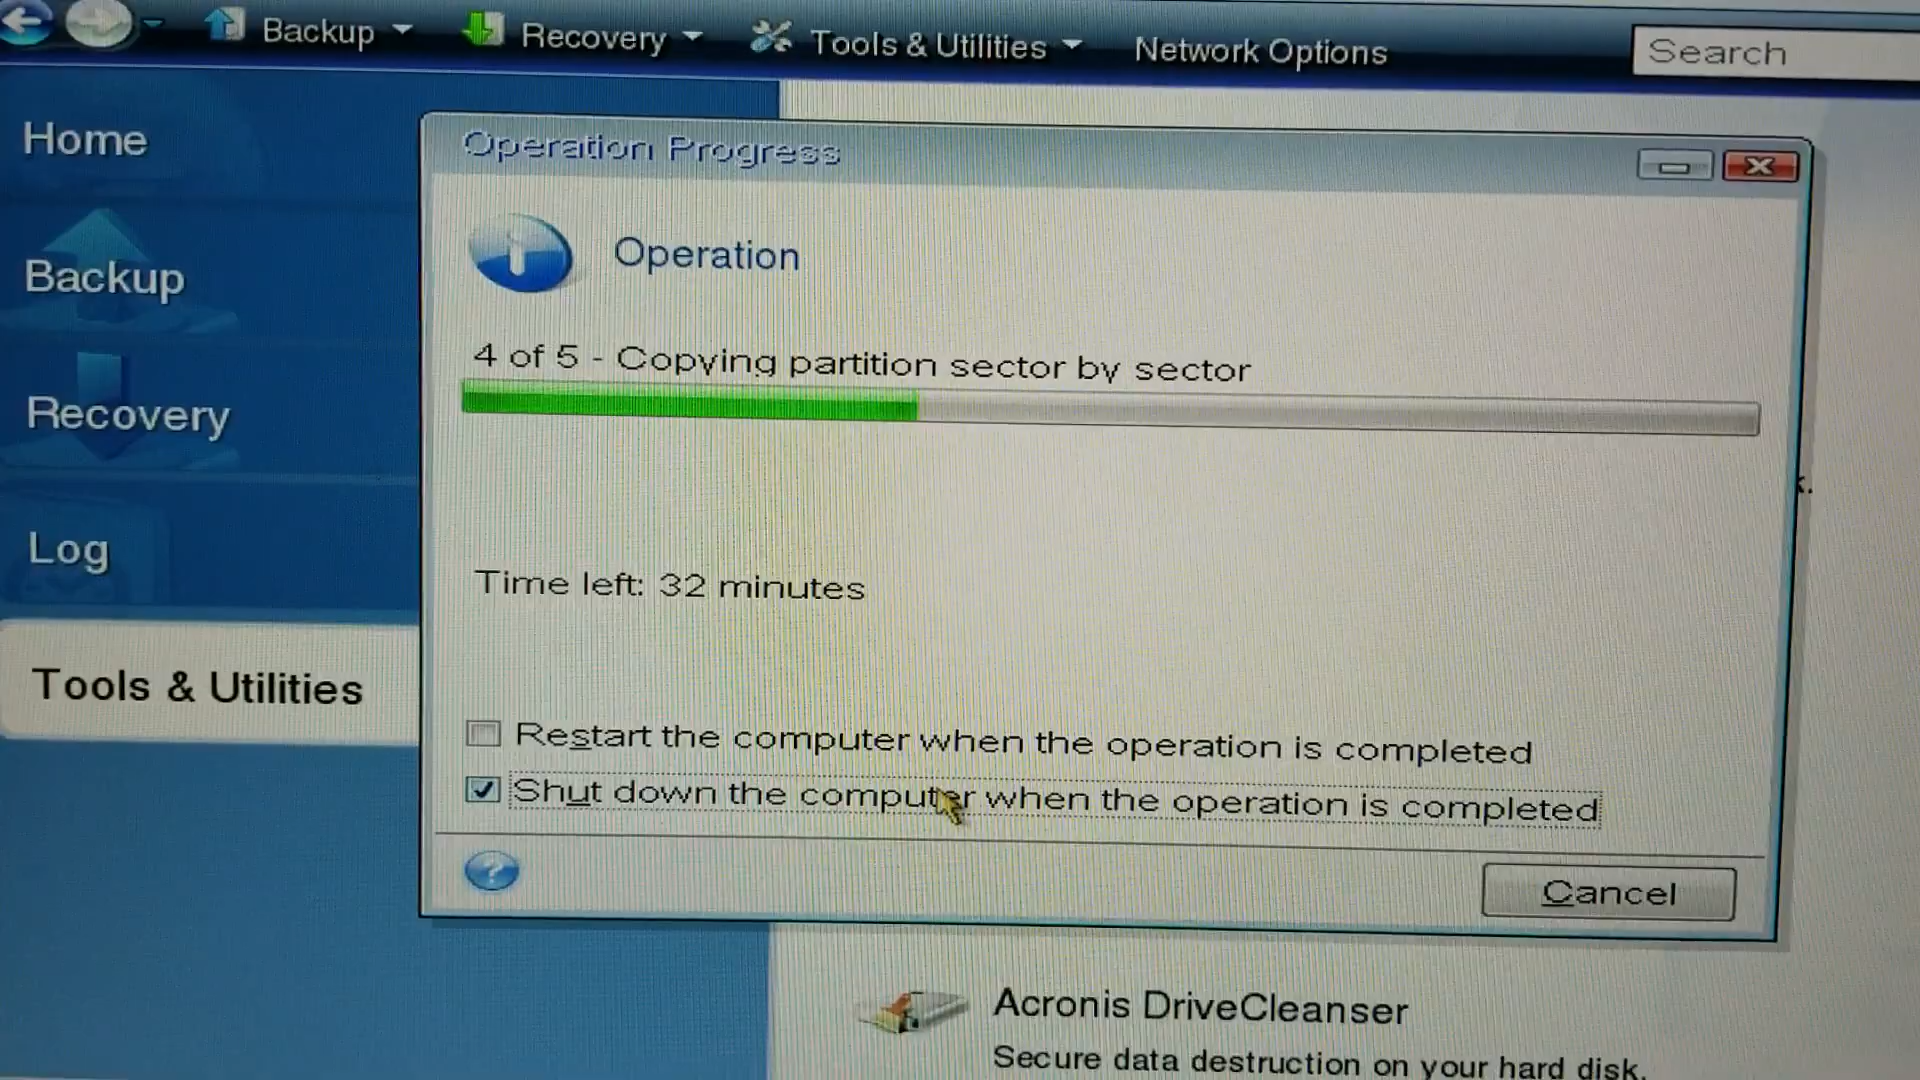 Backup
Recovery
Tools & Utilities
Network Options
Search
Home
Backup
Recovery
Log
Tools & Utilities
Operation Progress
Operation
4 of 5 - Copying partition sector by sector
Time left: 32 minutes
Restart the computer when the operation is completed
Shut down the computer when the operation is completed
Cancel
k.
Acronis DriveCleanser
Secure data destruction on your hard disk.